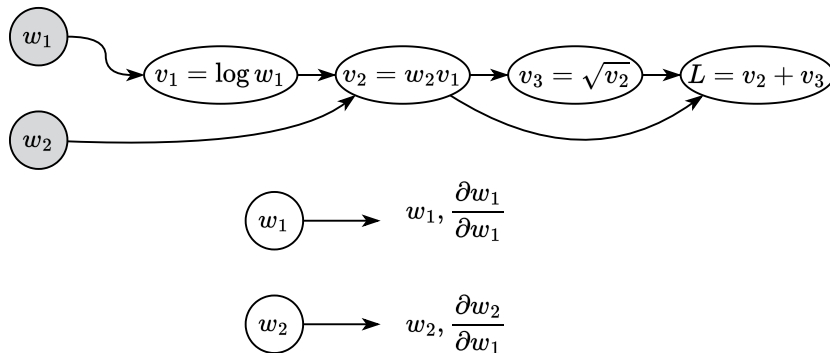 w₁
v₁ = log w₁
v₂ = w₂v₁
v₃ = √v₂
L = v₂ + v₃
w₂
w₁
w₁, ∂w₁/∂w₁
w₂
w₂, ∂w₂/∂w₁